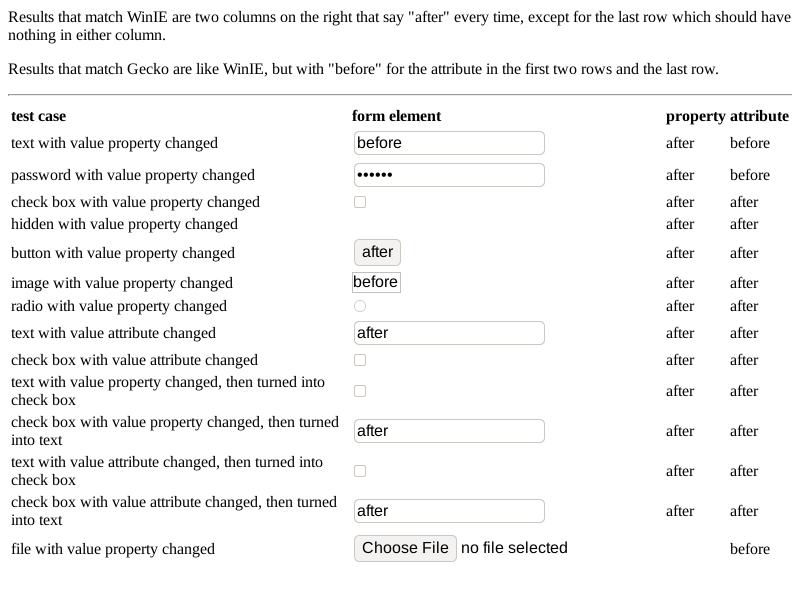 Results that match WinIE are two columns on the right that say "after" every time, except for the last row which should have
nothing in either column.
Results that match Gecko are like WinIE, but with "before" for the attribute in the first two rows and the last row.
test case form element property attribute
text with value property changed before after before
password with value property changed •••••• after before
check box with value property changed after after
hidden with value property changed after after
button with value property changed after after after
image with value property changed before after after
radio with value property changed after after
text with value attribute changed after after after
check box with value attribute changed after after
text with value property changed, then turned into
check box after after
check box with value property changed, then turned
into text after after after
text with value attribute changed, then turned into
check box after after
check box with value attribute changed, then turned
into text after after after
file with value property changed Choose File no file selected before